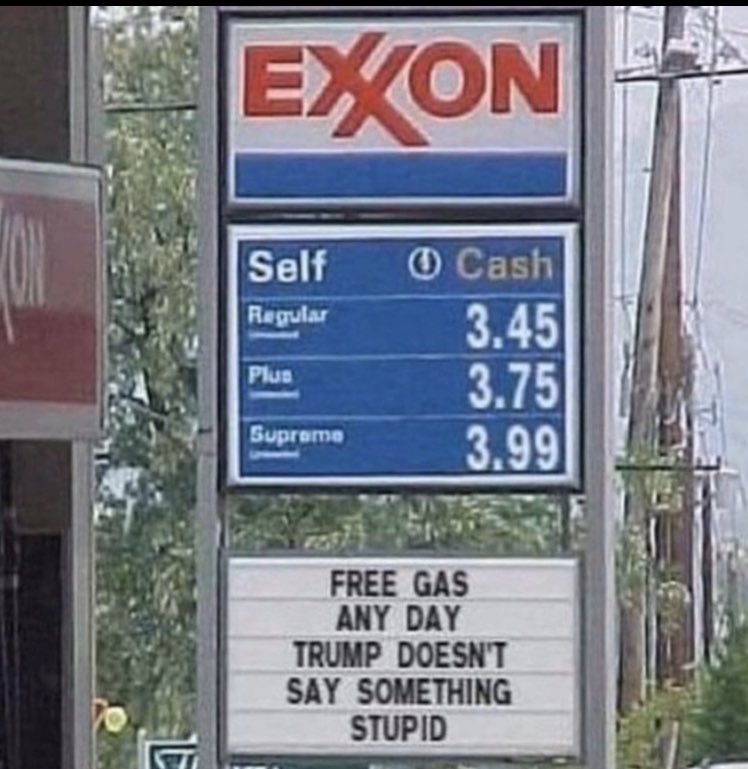 EXXON
XON
Self Cash
Regular 3.45
Plus 3.75
Supreme 3.99
FREE GAS
ANY DAY
TRUMP DOESN'T
SAY SOMETHING
STUPID